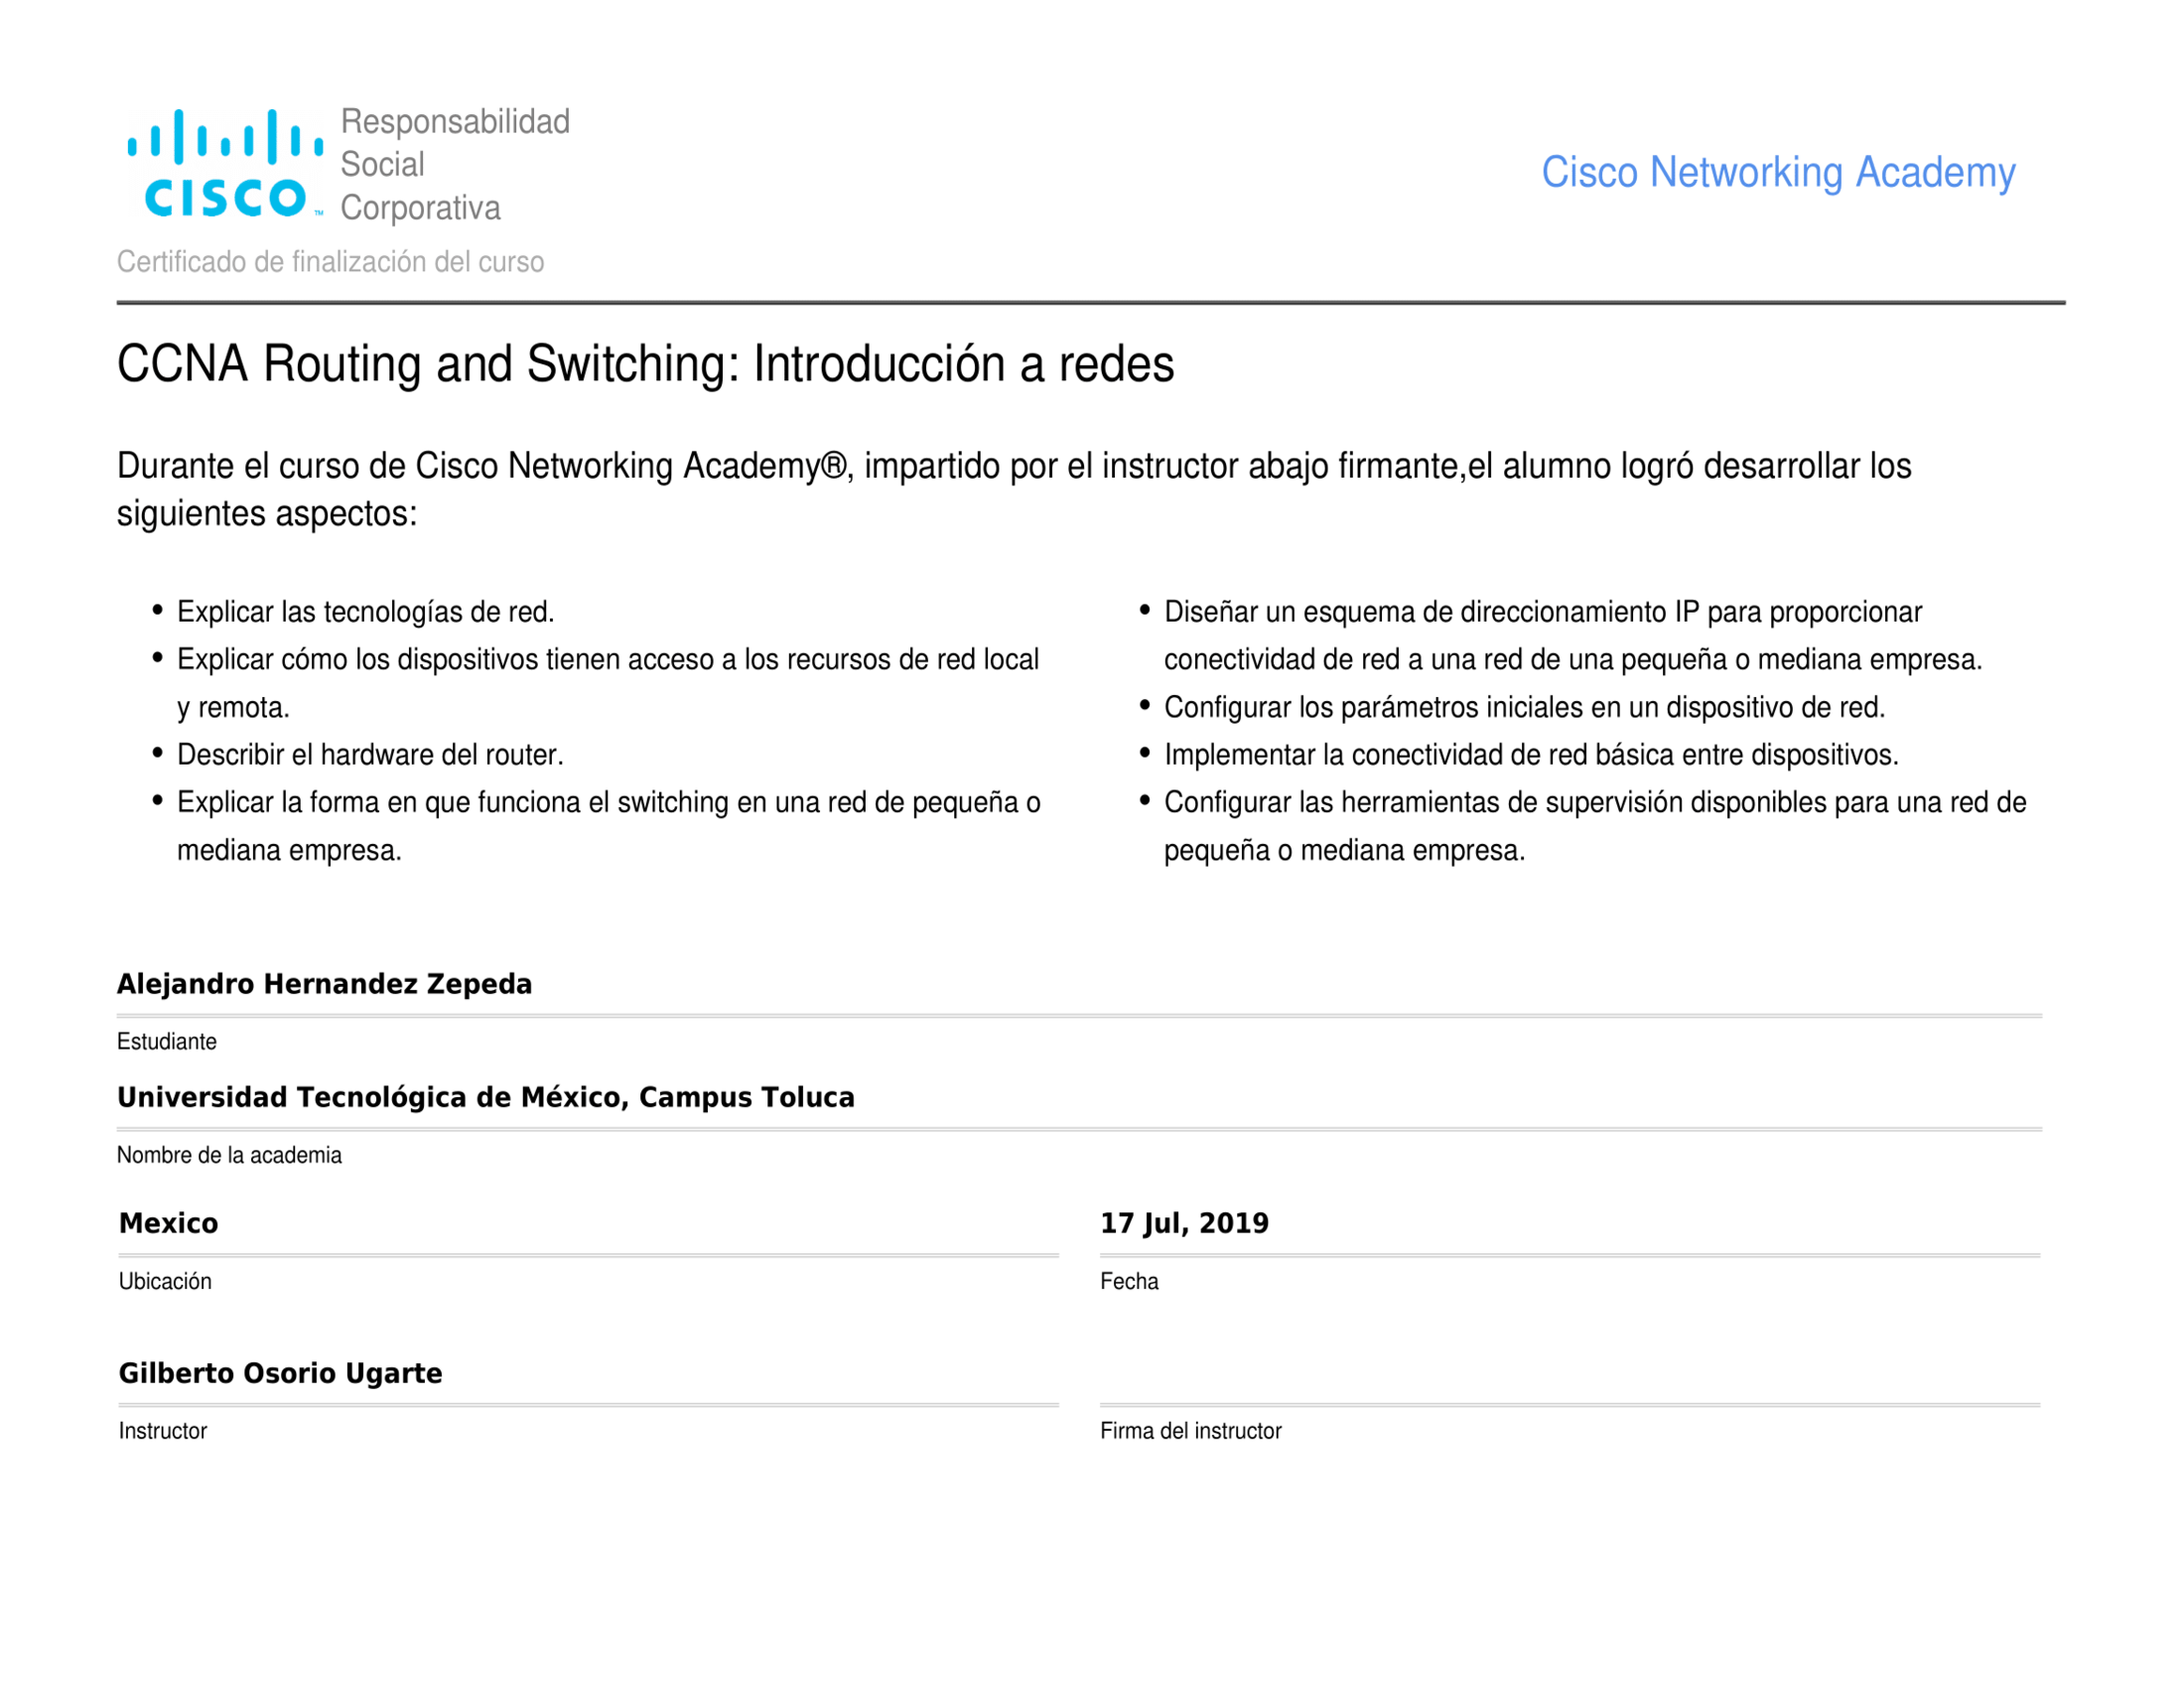 Responsabilidad
Social
Corporativa
CISCO™
Cisco Networking Academy
Certificado de finalización del curso
CCNA Routing and Switching: Introducción a redes
Durante el curso de Cisco Networking Academy®, impartido por el instructor abajo firmante,el alumno logró desarrollar los
siguientes aspectos:
• Explicar las tecnologías de red.
• Explicar cómo los dispositivos tienen acceso a los recursos de red local
y remota.
• Describir el hardware del router.
• Explicar la forma en que funciona el switching en una red de pequeña o
mediana empresa.
• Diseñar un esquema de direccionamiento IP para proporcionar
conectividad de red a una red de una pequeña o mediana empresa.
• Configurar los parámetros iniciales en un dispositivo de red.
• Implementar la conectividad de red básica entre dispositivos.
• Configurar las herramientas de supervisión disponibles para una red de
pequeña o mediana empresa.
Alejandro Hernandez Zepeda
Estudiante
Universidad Tecnológica de México, Campus Toluca
Nombre de la academia
Mexico
Ubicación
17 Jul, 2019
Fecha
Gilberto Osorio Ugarte
Instructor
Firma del instructor